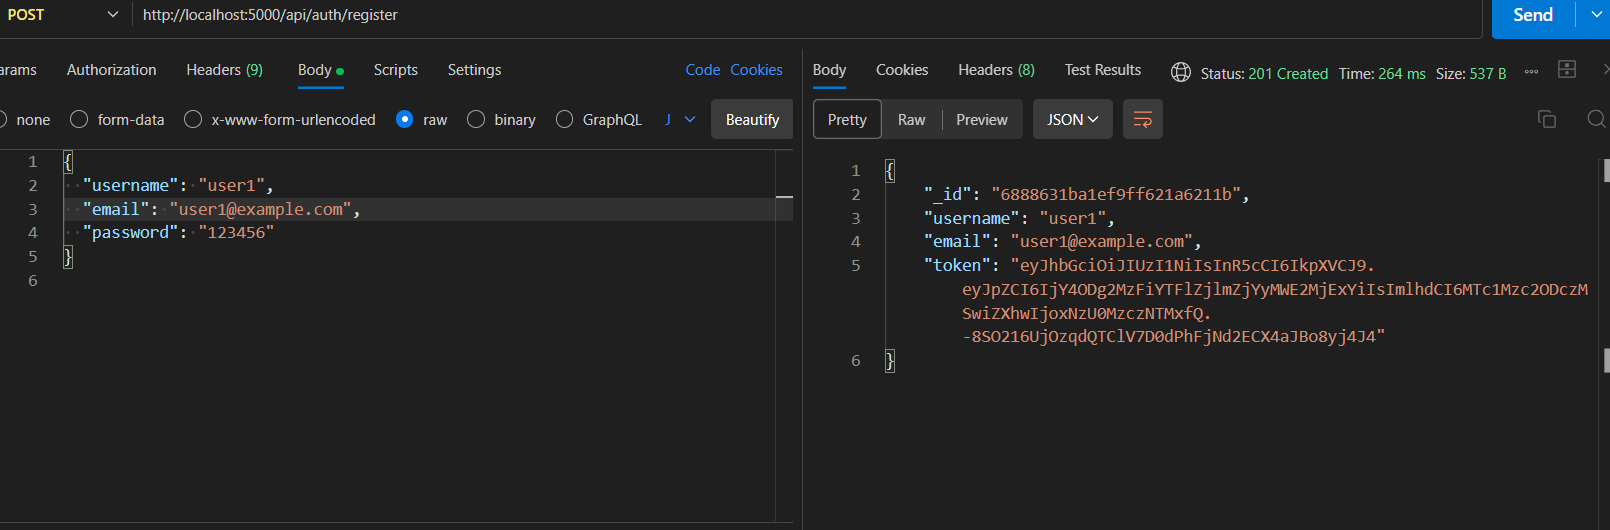 POST http://localhost:5000/api/auth/register Send
arams Authorization Headers (9) Body Scripts Settings Code Cookies
none form-data x-www-form-urlencoded raw binary GraphQL J Beautify
1 {
2 "username": "user1",
3 "email": "user1@example.com",
4 "password": "123456"
5 }
6
Body Cookies Headers (8) Test Results Status: 201 Created Time: 264 ms Size: 537 B
Pretty Raw Preview JSON
1 {
2 "_id": "6888631ba1ef9ff621a6211b",
3 "username": "user1",
4 "email": "user1@example.com",
5 "token": "eyJhbGciOiJIUzI1NiIsInR5cCI6IkpXVCJ9.
eyJpZCI6IjY4ODg2MzFiYTFlZjlmZjYyMWE2MjExYiIsImlhdCI6MTc1Mzc2ODczM
SwiZXhwIjoxNzU0MzczNTMxfQ.
-8SO216UjOzqdQTClV7D0dPhFjNd2ECX4aJBo8yj4J4"
6 }